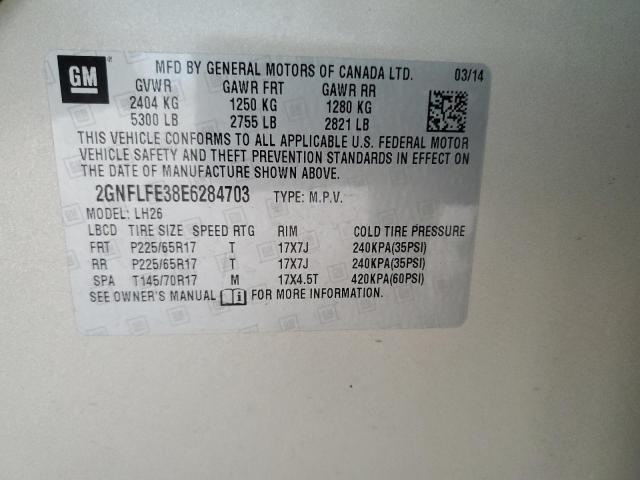 GM
MFD BY GENERAL MOTORS OF CANADA LTD. 03/14
GVWR GAWR FRT GAWR RR
2404 KG 1250 KG 1280 KG
5300 LB 2755 LB 2821 LB
THIS VEHICLE CONFORMS TO ALL APPLICABLE U.S. FEDERAL MOTOR
VEHICLE SAFETY AND THEFT PREVENTION STANDARDS IN EFFECT ON
THE DATE OF MANUFACTURE SHOWN ABOVE.
2GNFLFE38E6284703 TYPE: M.P.V.
MODEL: LH26
LBCD TIRE SIZE SPEED RTG RIM COLD TIRE PRESSURE
FRT P225/65R17 T 17X7J 240KPA(35PSI)
RR P225/65R17 T 17X7J 240KPA(35PSI)
SPA T145/70R17 M 17X4.5T 420KPA(60PSI)
SEE OWNER'S MANUAL FOR MORE INFORMATION.